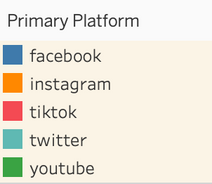 Primary Platform
facebook
instagram
tiktok
twitter
youtube